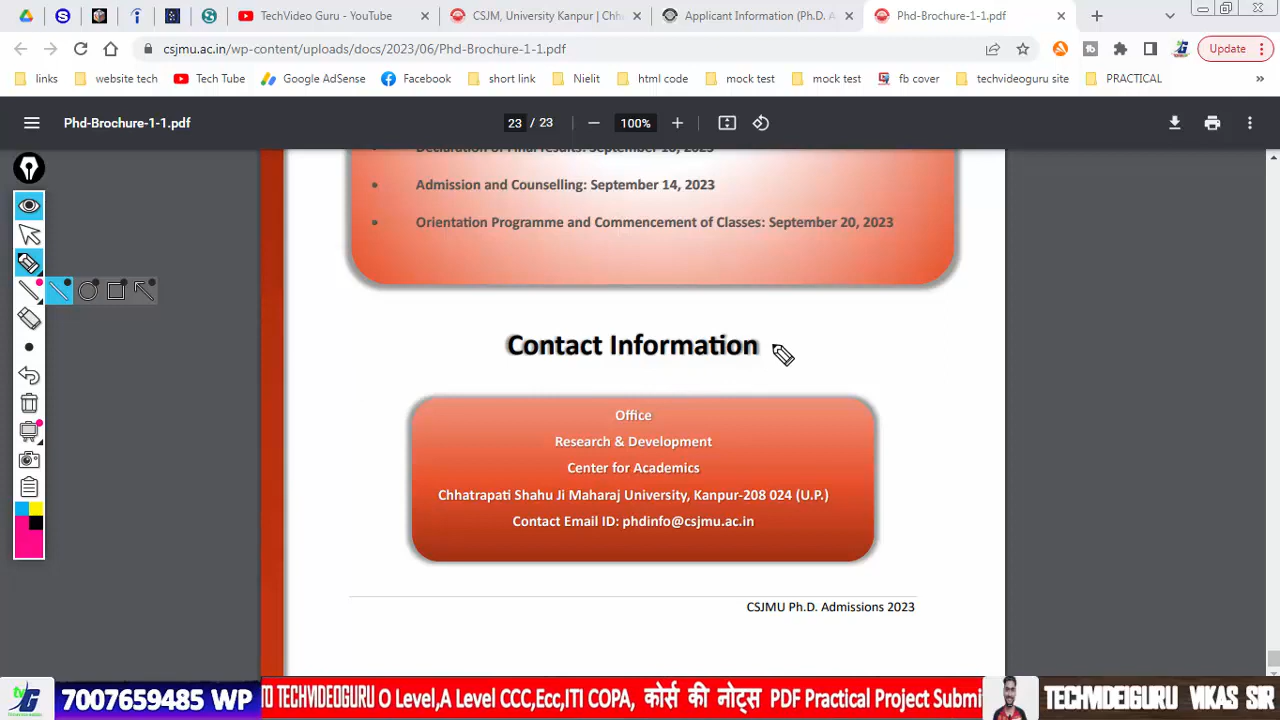 TechVideo Guru - YouTube
CSJM, University Kanpur | Chh
Applicant Information (Ph.D. A
Phd-Brochure-1-1.pdf
csjmu.ac.in/wp-content/uploads/docs/2023/06/Phd-Brochure-1-1.pdf
Update
links
website tech
Tech Tube
Google AdSense
Facebook
short link
Nielit
html code
mock test
mock test
fb cover
techvideoguru site
PRACTICAL
»
Phd-Brochure-1-1.pdf
23 / 23
100%
• Admission and Counselling: September 14, 2023
• Orientation Programme and Commencement of Classes: September 20, 2023
Contact Information
Office
Research & Development
Center for Academics
Chhatrapati Shahu Ji Maharaj University, Kanpur-208 024 (U.P.)
Contact Email ID: phdinfo@csjmu.ac.in
CSJMU Ph.D. Admissions 2023
7007659485 WP
TO TECHVIDEOGURU O Level,A Level CCC,Ecc,ITI COPA, कोर्स की नोट्स PDF Practical Project Submi
TECHVIDEIGURU VIKAS SIR